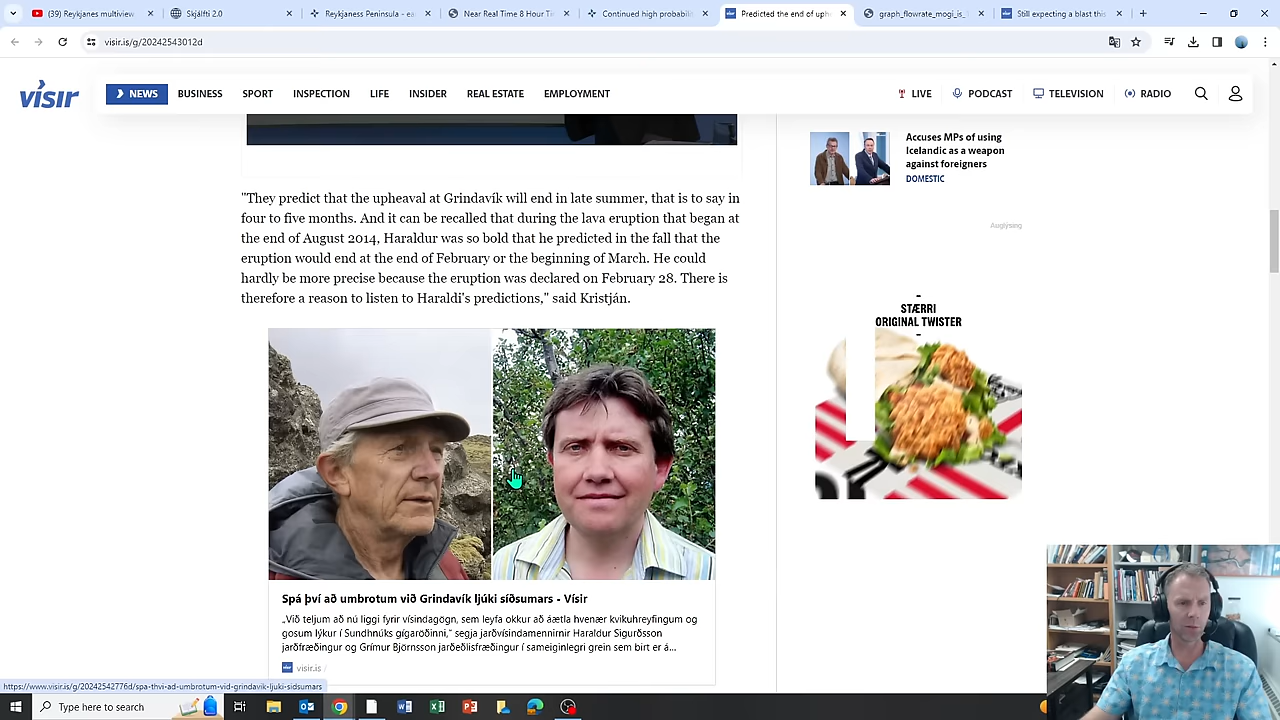 (39) Reykjanes multiview
Skjálfti 2.0
Reykjaness Peninsula - ea
Real Time 8 Hour Ti
Continued high probabil
Predicted the end of uph
graph_flowrate_mogi_is_
Still expecting a blast this
visir.is/g/20242543012d
vísir
NEWS
BUSINESS
SPORT
INSPECTION
LIFE
INSIDER
REAL ESTATE
EMPLOYMENT
LIVE
PODCAST
TELEVISION
RADIO
"They predict that the upheaval at Grindavík will end in late summer, that is to say in
four to five months. And it can be recalled that during the lava eruption that began at
the end of August 2014, Haraldur was so bold that he predicted in the fall that the
eruption would end at the end of February or the beginning of March. He could
hardly be more precise because the eruption was declared on February 28. There is
therefore a reason to listen to Haraldi's predictions," said Kristján.
Spá því að umbrotum við Grindavík ljúki síðsumars - Vísir
„Við teljum að nú liggi fyrir vísindagögn, sem leyfa okkur að áætla hvenær kvikuhreyfingum og
gosum lýkur í Sundhnúks gígaröðinni,“ segja jarðvísindamennirnir Haraldur Sigurðsson
jarðfræðingur og Grímur Björnsson jarðeðlisfræðingur í sameiginlegri grein sem birt er á...
visir.is /
Accuses MPs of using
Icelandic as a weapon
against foreigners
DOMESTIC
Auglýsing
STÆRRI
ORIGINAL TWISTER
https://www.visir.is/g/20242542776d/spa-thvi-ad-umbrotum-vid-grindavik-ljuki-sidsumars
Type here to search